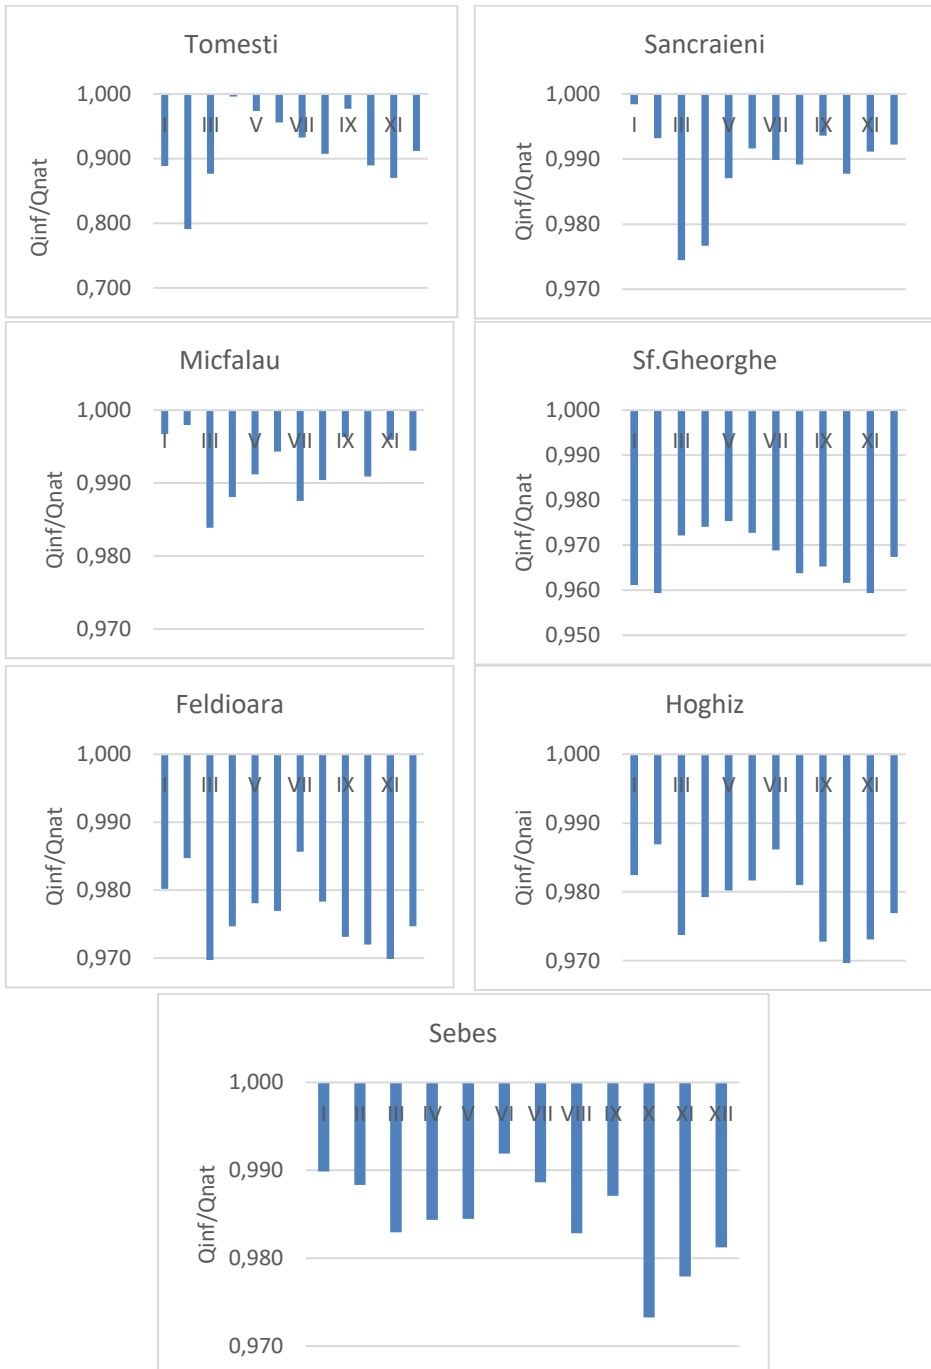 Tomesti
1,000
0,900
0,800
0,700
Qinf/Qnat
I III V VII IX XI
Sancraieni
1,000
0,990
0,980
0,970
Qinf/Qnat
I III V VII IX XI
Micfalau
1,000
0,990
0,980
0,970
Qinf/Qnat
I III V VII IX XI
Sf.Gheorghe
1,000
0,990
0,980
0,970
0,960
0,950
Qinf/Qnat
I III V VII IX XI
Feldioara
1,000
0,990
0,980
0,970
Qinf/Qnat
I III V VII IX XI
Hoghiz
1,000
0,990
0,980
0,970
Qinf/Qnai
I III V VII IX XI
Sebes
1,000
0,990
0,980
0,970
Qinf/Qnat
I II III IV V VI VII VIII IX X XI XII